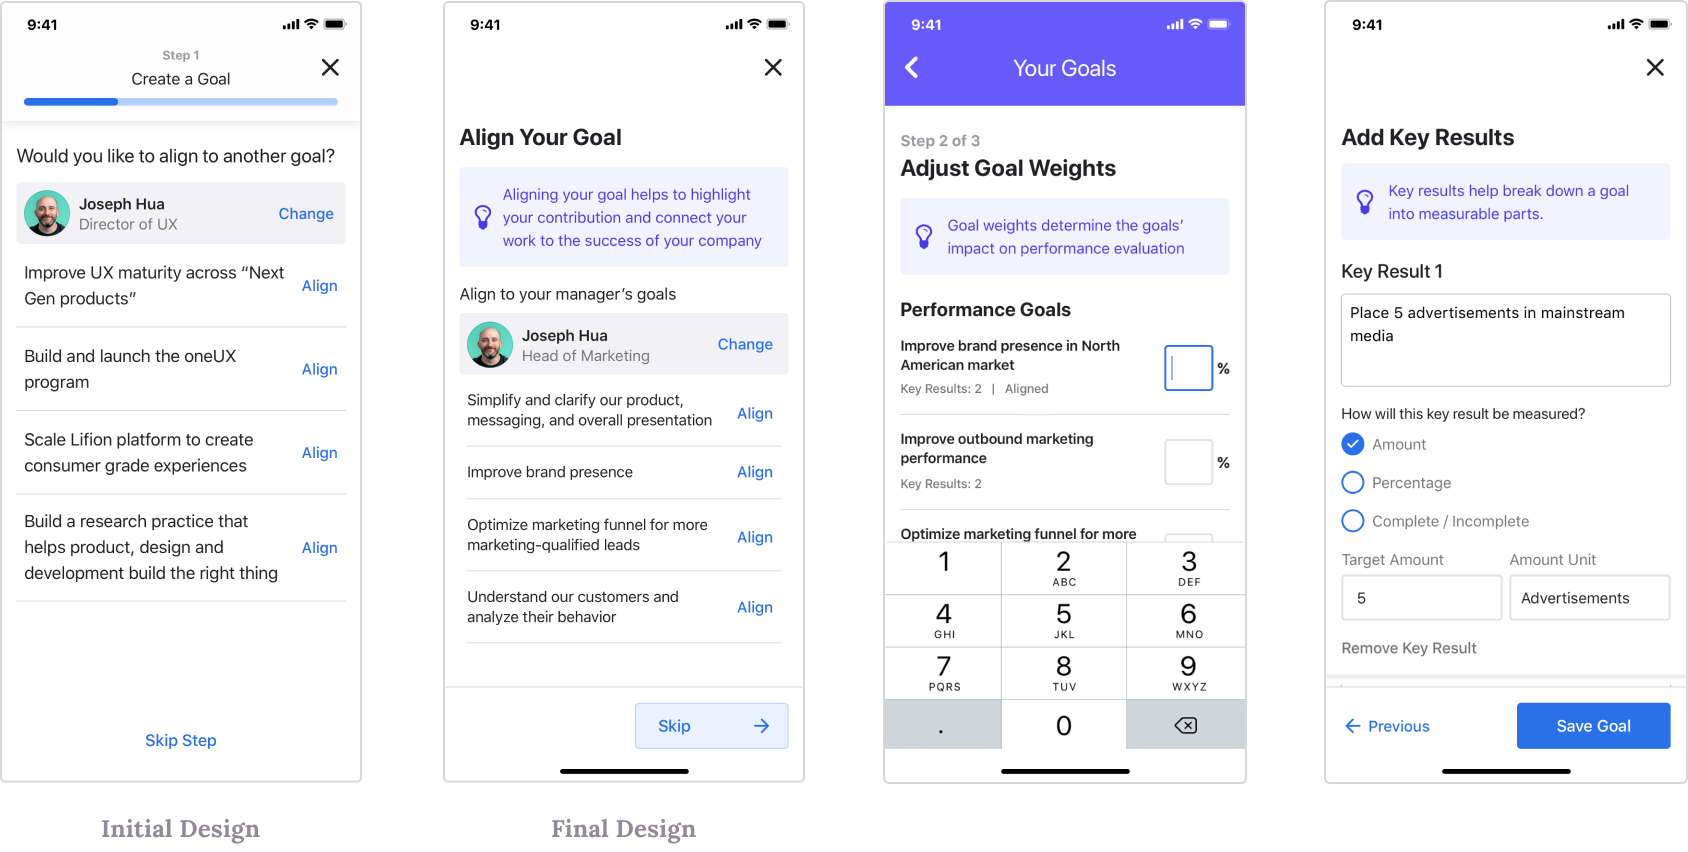 9:41
Step 1
Create a Goal
Would you like to align to another goal?
Joseph Hua
Director of UX
Change
Improve UX maturity across “Next
Gen products”
Align
Build and launch the oneUX
program
Align
Scale Lifion platform to create
consumer grade experiences
Align
Build a research practice that
helps product, design and
development build the right thing
Align
Skip Step
Initial Design
9:41
Align Your Goal
Aligning your goal helps to highlight
your contribution and connect your
work to the success of your company
Align to your manager’s goals
Joseph Hua
Head of Marketing
Change
Simplify and clarify our product,
messaging, and overall presentation
Align
Improve brand presence
Align
Optimize marketing funnel for more
marketing-qualified leads
Align
Understand our customers and
analyze their behavior
Align
Skip
Final Design
9:41
Your Goals
Step 2 of 3
Adjust Goal Weights
Goal weights determine the goals’
impact on performance evaluation
Performance Goals
Improve brand presence in North
American market
Key Results: 2 | Aligned
%
Improve outbound marketing
performance
Key Results: 2
%
Optimize marketing funnel for more
1
2
ABC
3
DEF
4
GHI
5
JKL
6
MNO
7
PQRS
8
TUV
9
WXYZ
.
0
9:41
Add Key Results
Key results help break down a goal
into measurable parts.
Key Result 1
Place 5 advertisements in mainstream
media
How will this key result be measured?
Amount
Percentage
Complete / Incomplete
Target Amount
Amount Unit
5
Advertisements
Remove Key Result
Previous
Save Goal